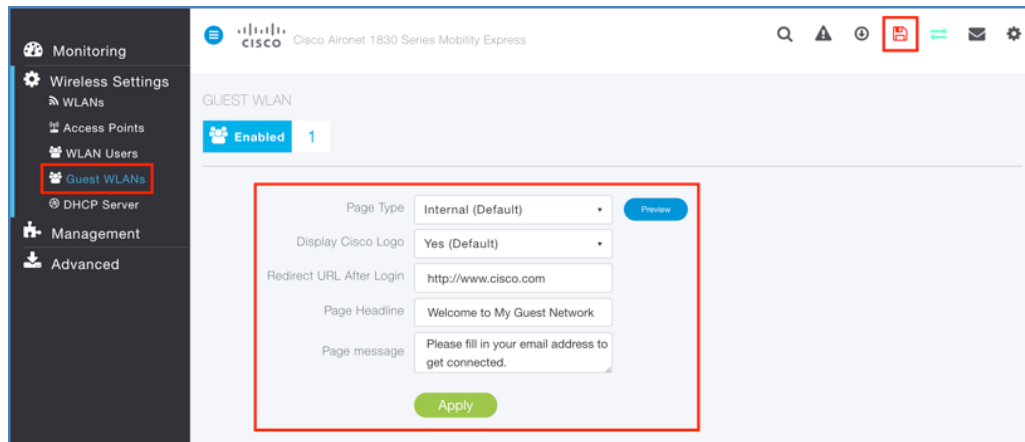 CISCO Cisco Aironet 1830 Series Mobility Express
Monitoring
Wireless Settings
WLANs
Access Points
WLAN Users
Guest WLANs
DHCP Server
Management
Advanced
GUEST WLAN
Enabled 1
Page Type Internal (Default) Preview
Display Cisco Logo Yes (Default)
Redirect URL After Login http://www.cisco.com
Page Headline Welcome to My Guest Network
Page message Please fill in your email address to
get connected.
Apply